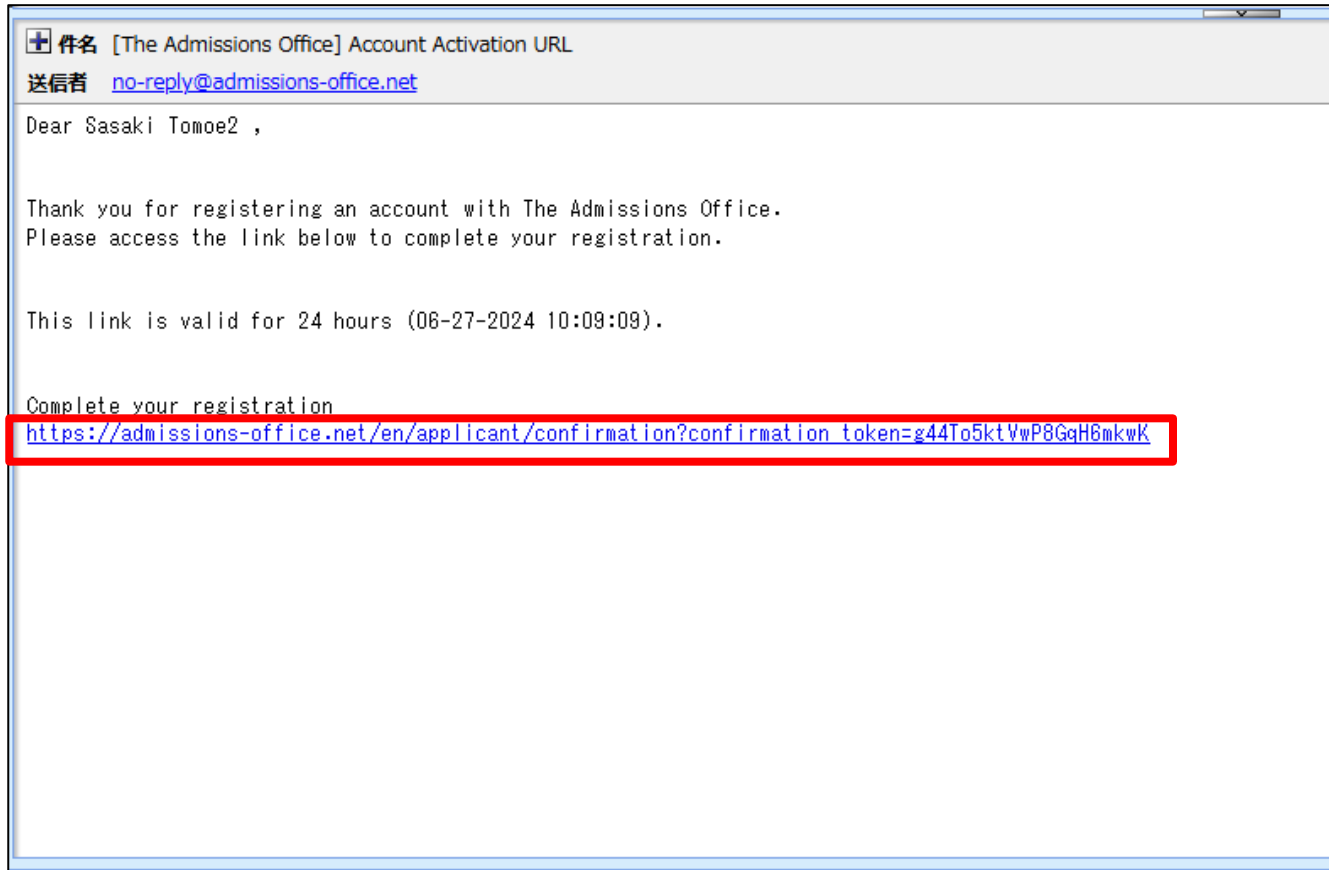 件名 [The Admissions Office] Account Activation URL
送信者 no-reply@admissions-office.net
Dear Sasaki Tomoe2 ,
Thank you for registering an account with The Admissions Office.
Please access the link below to complete your registration.
This link is valid for 24 hours (06-27-2024 10:09:09).
Complete your registration
https://admissions-office.net/en/applicant/confirmation?confirmation_token=g44To5ktVwP8GqH6mkwK